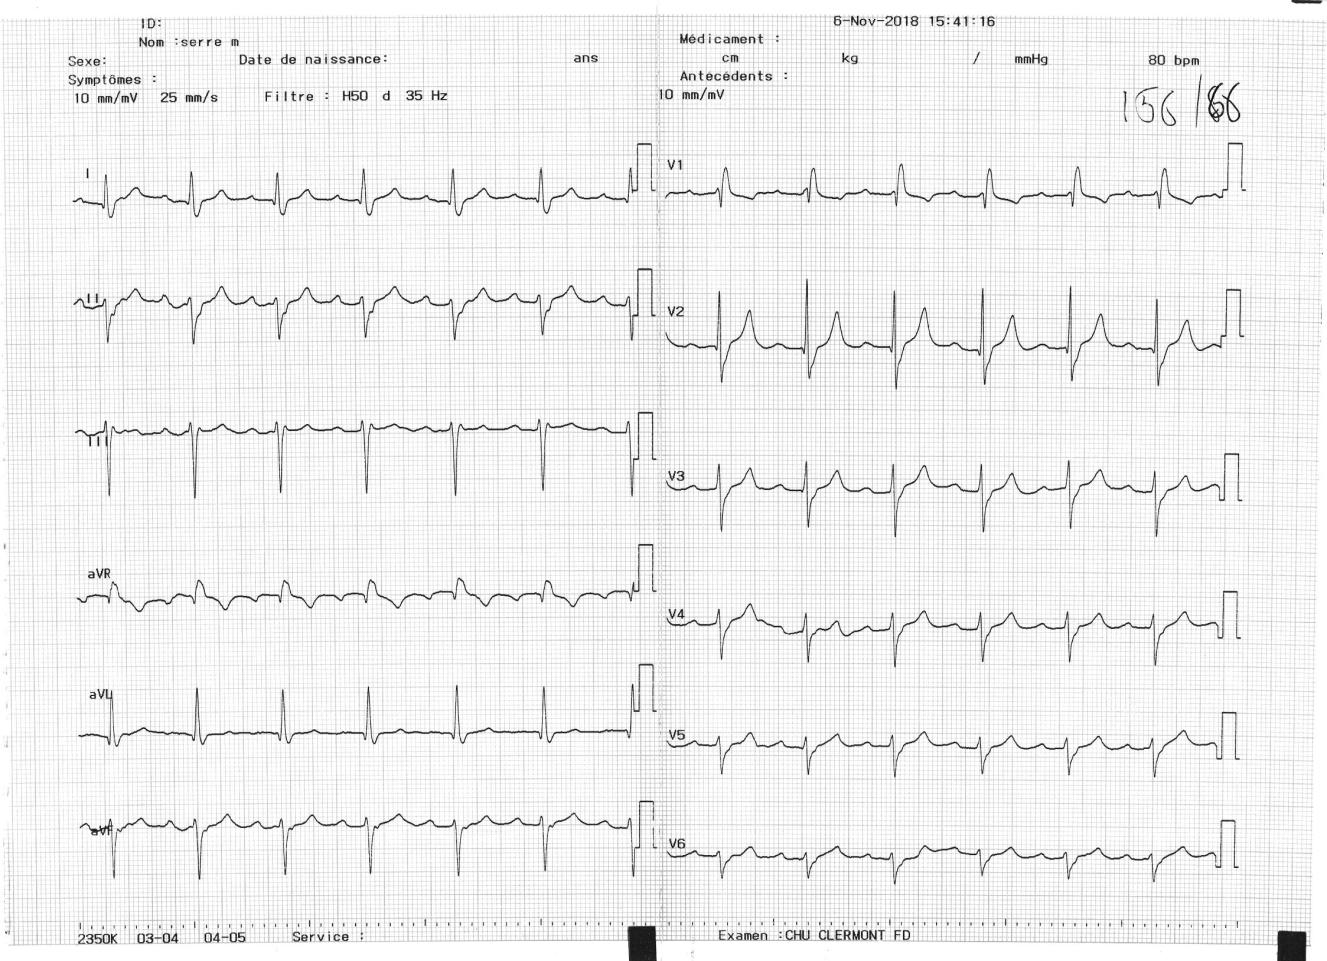 ID:
6-Nov-2018 15:41:16
Nom :serre m
Médicament :
Sexe: Date de naissance: ans
cm kg / mmHg 80 bpm
Symptômes :
Antécédents :
10 mm/mV 25 mm/s Filtre : H50 d 35 Hz
10 mm/mV
156/
I
V1
II
V2
III
V3
aVR
V4
aVL
V5
aVF
V6
2350K 03-04 04-05 Service :
Examen :CHU CLERMONT FD